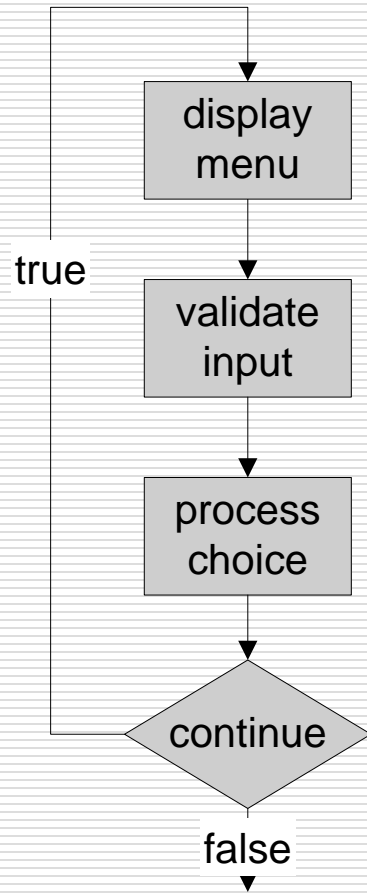 display
menu
true
validate
input
process
choice
continue
false